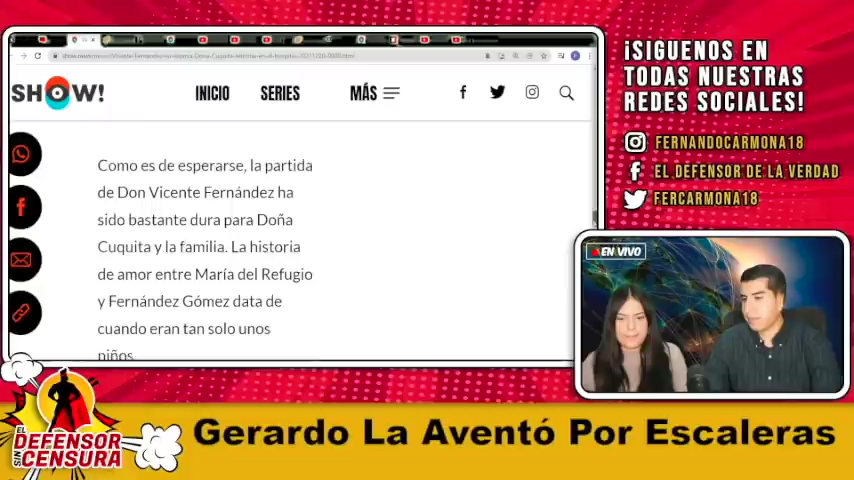 SHOW!
INICIO
SERIES
MÁS
Como es de esperarse, la partida
de Don Vicente Fernández ha
sido bastante dura para Doña
Cuquita y la familia. La historia
de amor entre María del Refugio
y Fernández Gómez data de
cuando eran tan solo unos
niños
¡SIGUENOS EN
TODAS NUESTRAS
REDES SOCIALES!
FERNANDOCARMONA18
EL DEFENSOR DE LA VERDAD
FERCARMONA18
EN VIVO
EL
DEFENSOR
SIN
CENSURA
Gerardo La Aventó Por Escaleras